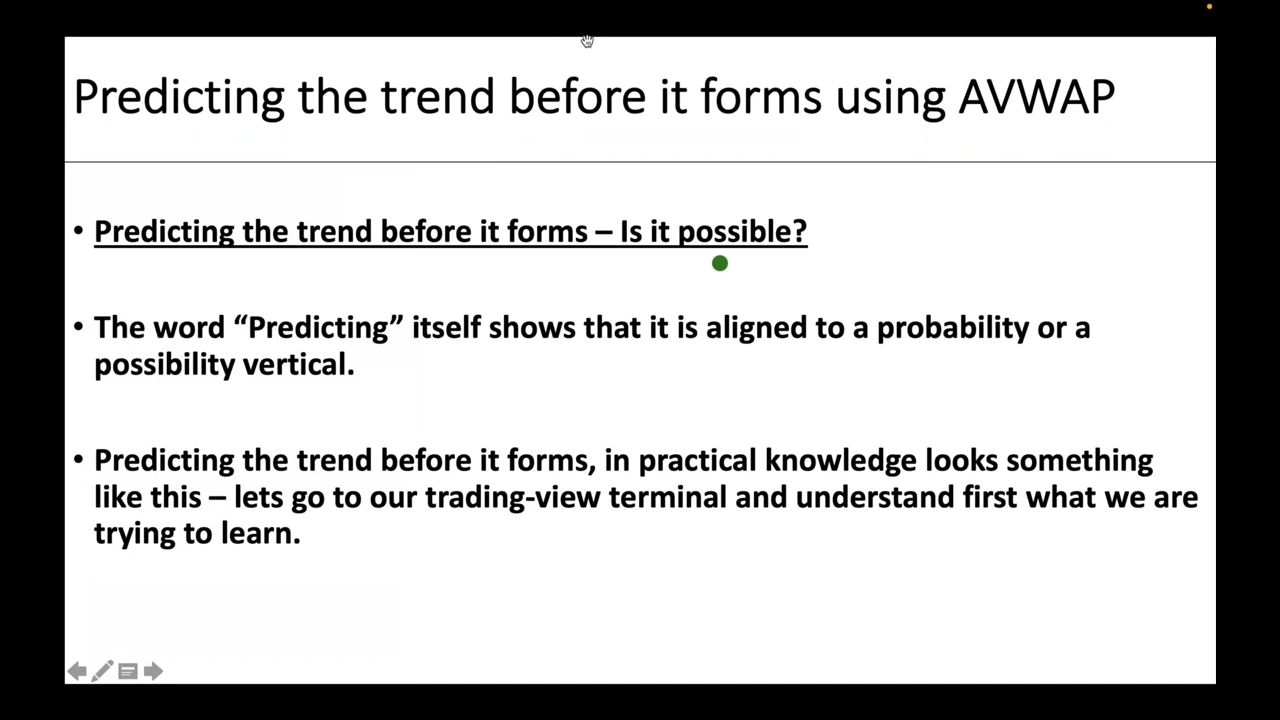 Predicting the trend before it forms using AVWAP
• Predicting the trend before it forms – Is it possible?
• The word “Predicting” itself shows that it is aligned to a probability or a
possibility vertical.
• Predicting the trend before it forms, in practical knowledge looks something
like this – lets go to our trading-view terminal and understand first what we are
trying to learn.